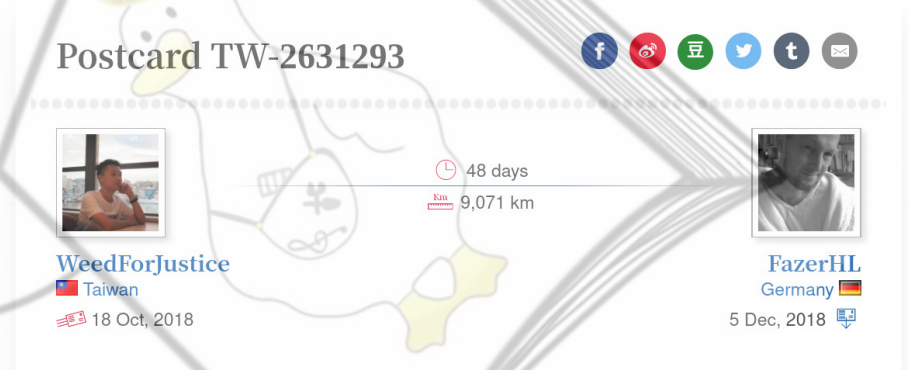 Postcard TW-2631293
48 days
Km
9,071 km
WeedForJustice
FazerHL
Taiwan
Germany
18 Oct, 2018
5 Dec, 2018